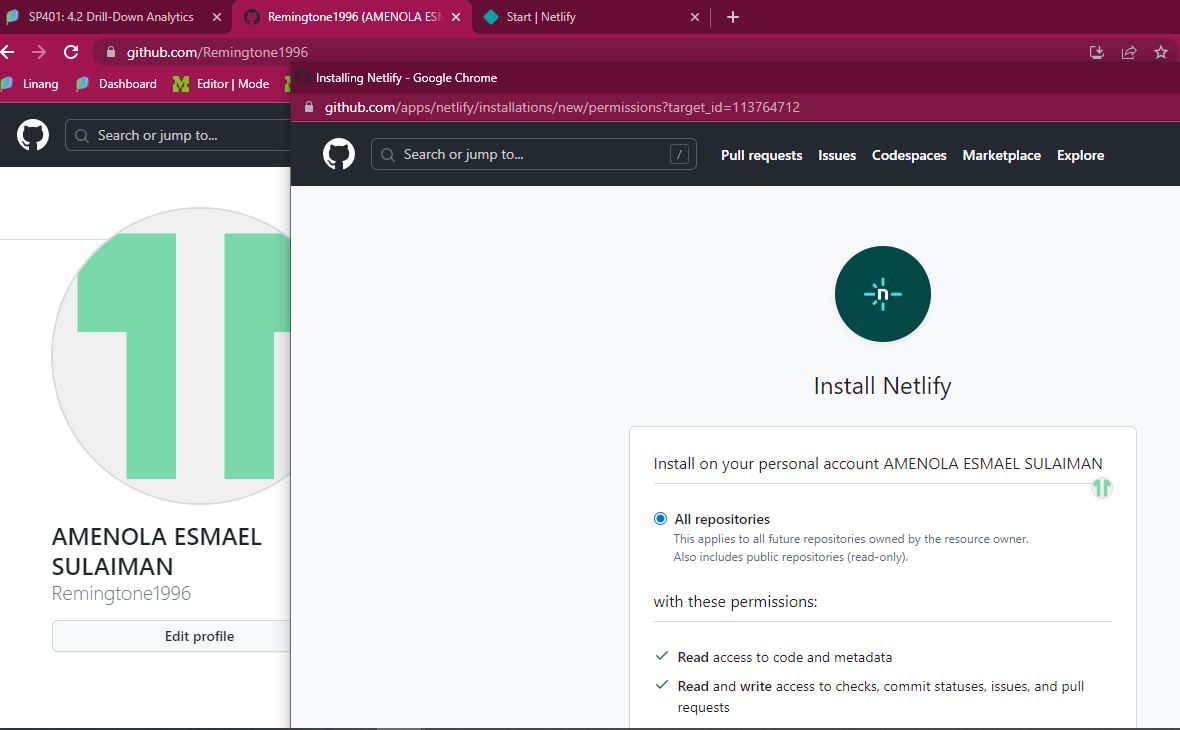 SP401: 4.2 Drill-Down Analytics
Remingtone1996 (AMENOLA ESM
Start | Netlify
github.com/Remingtone1996
Linang
Dashboard
Editor | Mode
Installing Netlify - Google Chrome
github.com/apps/netlify/installations/new/permissions?target_id=113764712
Search or jump to...
Search or jump to...
/
Pull requests
Issues
Codespaces
Marketplace
Explore
AMENOLA ESMAEL
SULAIMAN
Remingtone1996
Edit profile
n
Install Netlify
Install on your personal account AMENOLA ESMAEL SULAIMAN
All repositories
This applies to all future repositories owned by the resource owner.
Also includes public repositories (read-only).
with these permissions:
Read access to code and metadata
Read and write access to checks, commit statuses, issues, and pull
requests